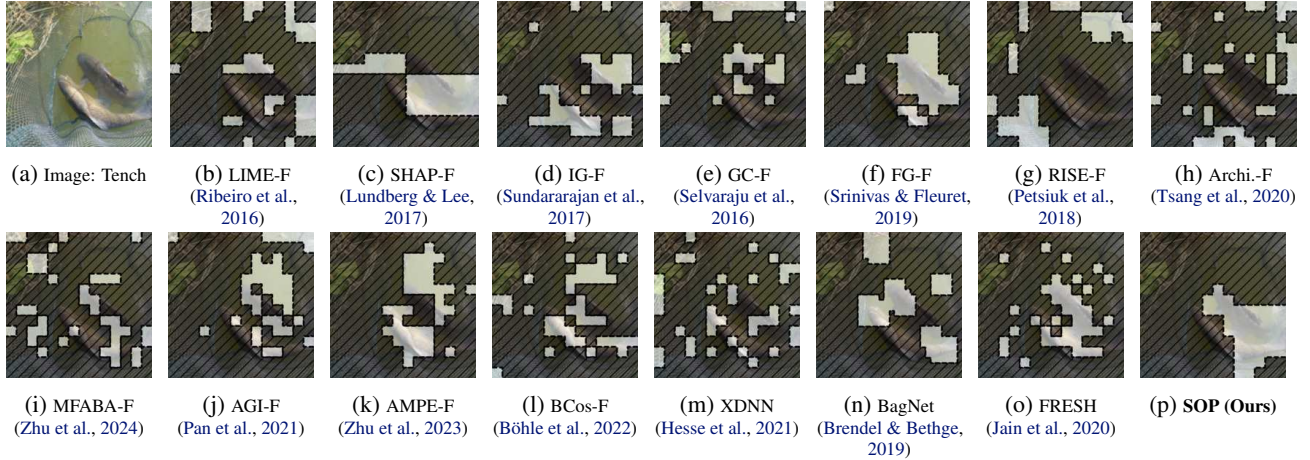 (a) Image: Tench
(b) LIME-F
(Ribeiro et al.,
2016)
(c) SHAP-F
(Lundberg & Lee,
2017)
(d) IG-F
(Sundararajan et al.,
2017)
(e) GC-F
(Selvaraju et al.,
2016)
(f) FG-F
(Srinivas & Fleuret,
2019)
(g) RISE-F
(Petsiuk et al.,
2018)
(h) Archi.-F
(Tsang et al., 2020)
(i) MFABA-F
(Zhu et al., 2024)
(j) AGI-F
(Pan et al., 2021)
(k) AMPE-F
(Zhu et al., 2023)
(l) BCos-F
(Böhle et al., 2022)
(m) XDNN
(Hesse et al., 2021)
(n) BagNet
(Brendel & Bethge,
2019)
(o) FRESH
(Jain et al., 2020)
(p) SOP (Ours)